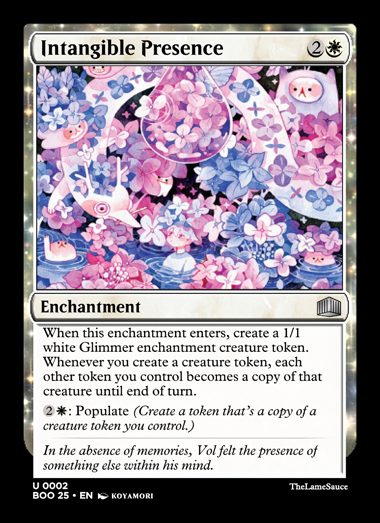 Intangible Presence 2
Enchantment
When this enchantment enters, create a 1/1
white Glimmer enchantment creature token.
Whenever you create a creature token, each
other token you control becomes a copy of that
creature until end of turn.
2 : Populate (Create a token that's a copy of a
creature token you control.)
In the absence of memories, Vol felt the presence of
something else within his mind.
U 0002
BOO 25 • EN KOYAMORI
TheLameSauce